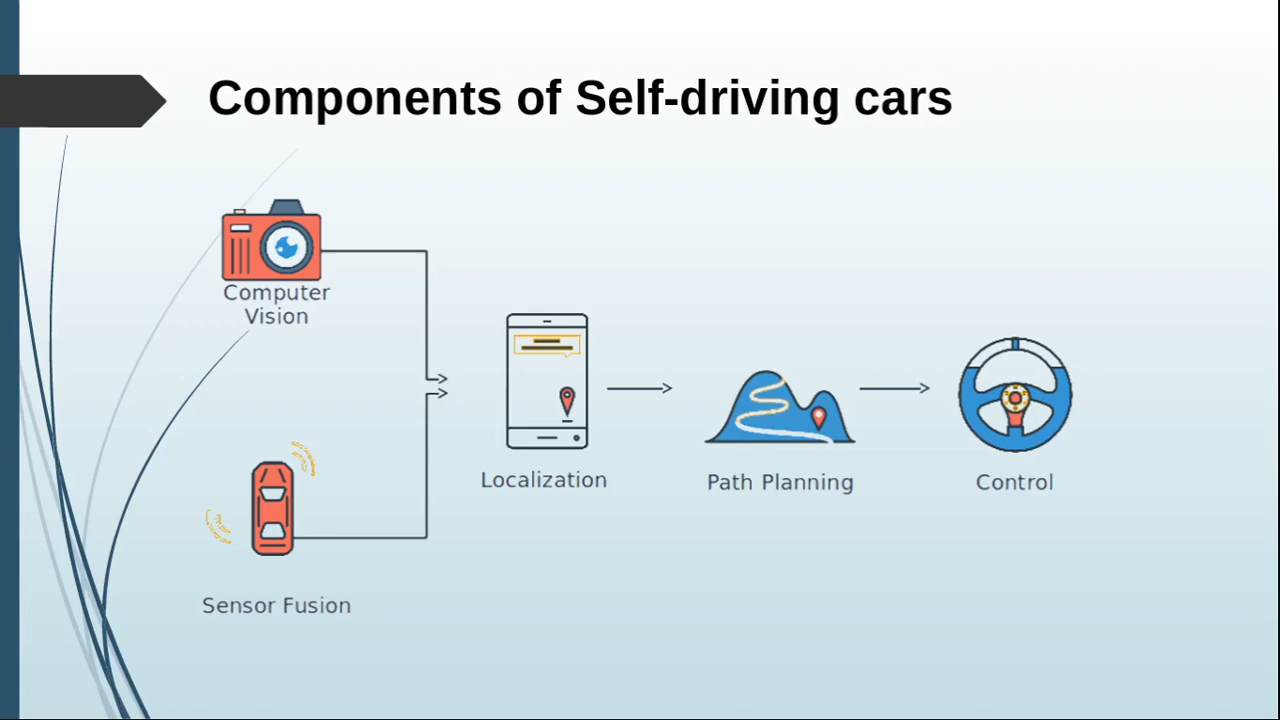 Components of Self-driving cars
Computer
Vision
Localization
Path Planning
Control
Sensor Fusion